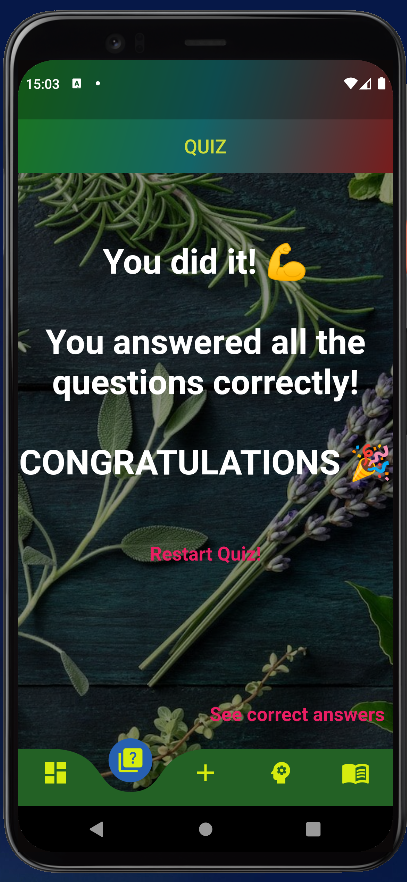 15:03
QUIZ
You did it! 💪
You answered all the
questions correctly!
CONGRATULATIONS 🎉
Restart Quiz!
See correct answers